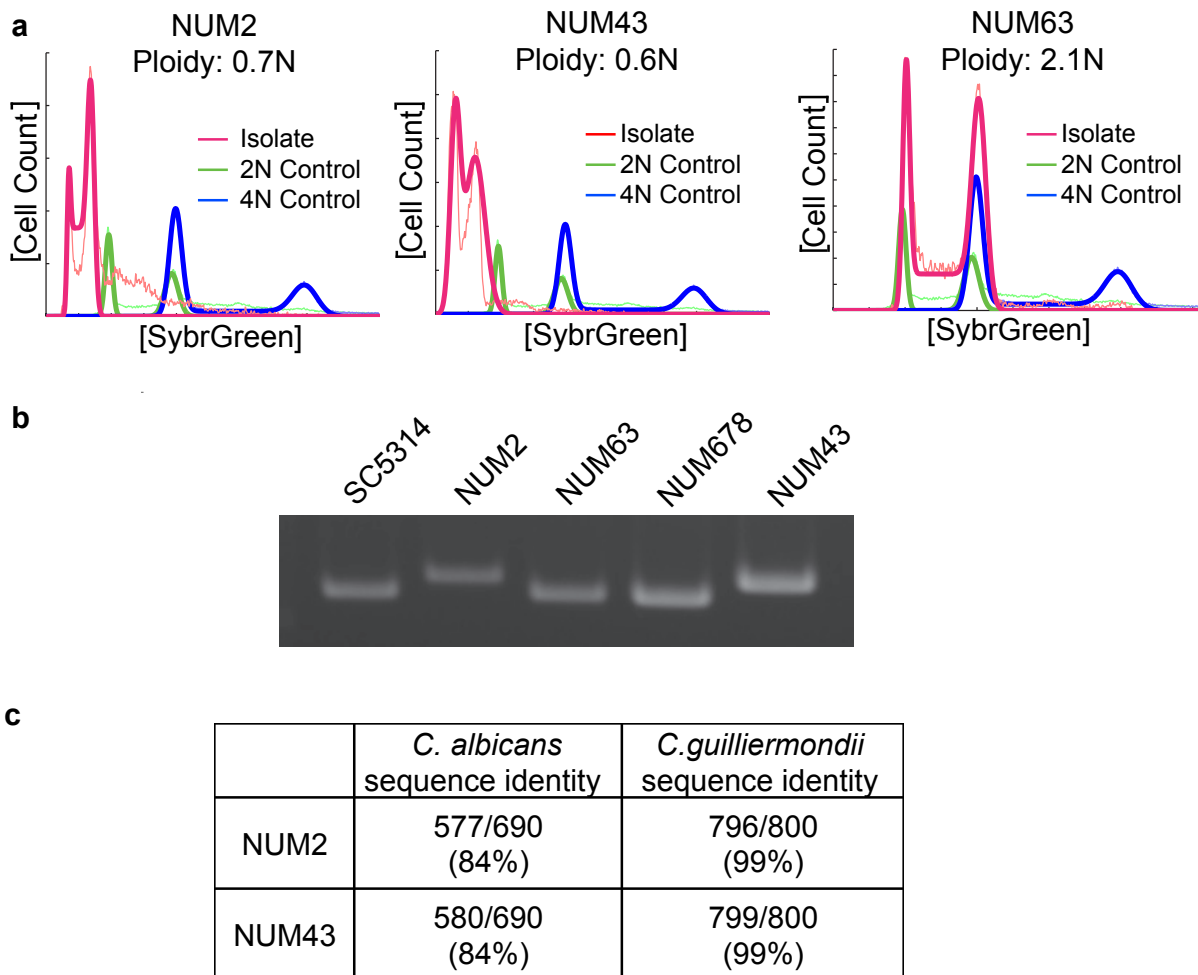 a
NUM2
Ploidy: 0.7N
[Cell Count]
Isolate
2N Control
4N Control
[SybrGreen]
NUM43
Ploidy: 0.6N
[Cell Count]
Isolate
2N Control
4N Control
[SybrGreen]
NUM63
Ploidy: 2.1N
[Cell Count]
Isolate
2N Control
4N Control
[SybrGreen]
b
SC5314
NUM2
NUM63
NUM678
NUM43
c
C. albicans
sequence identity
C.guilliermondii
sequence identity
NUM2
577/690
(84%)
796/800
(99%)
NUM43
580/690
(84%)
799/800
(99%)